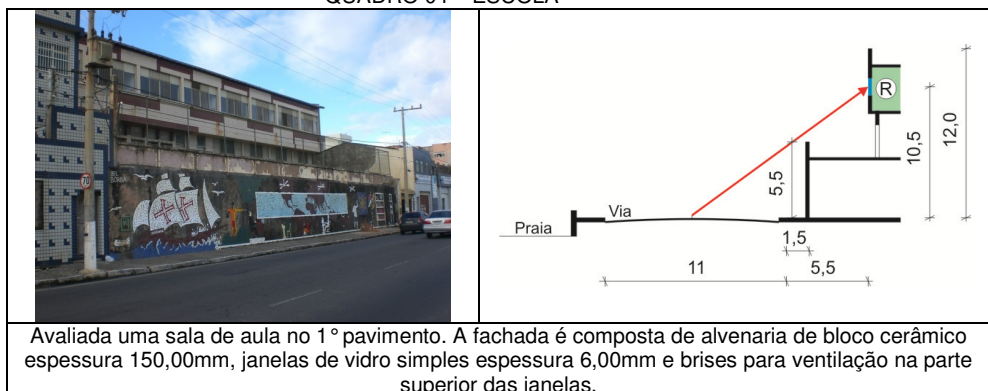 QUADRO 01 – ESCOLA
70
R
12,0
10,5
5,5
Via
Praia
1,5
11
5,5
Avaliada uma sala de aula no 1° pavimento. A fachada é composta de alvenaria de bloco cerâmico
espessura 150,00mm, janelas de vidro simples espessura 6,00mm e brises para ventilação na parte
superior das janelas.